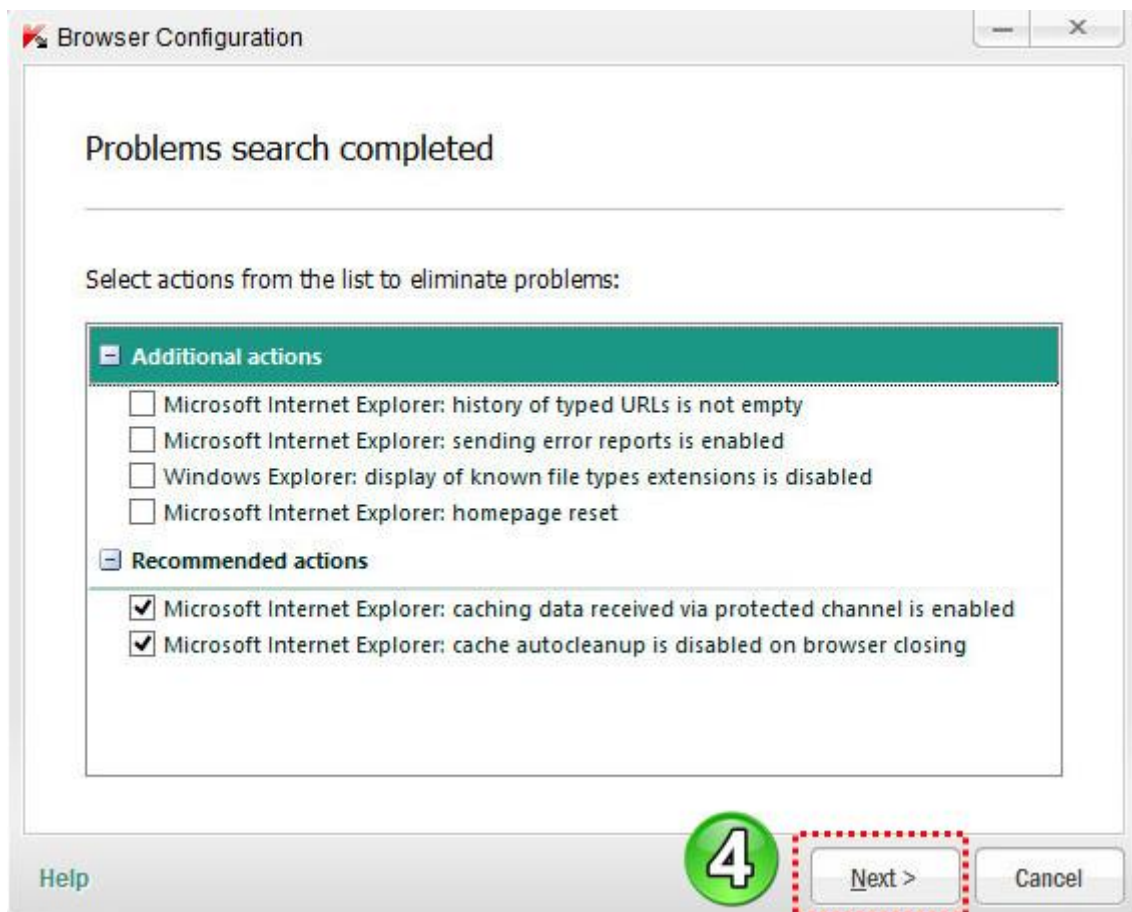 Browser Configuration
Problems search completed
Select actions from the list to eliminate problems:
Additional actions
Microsoft Internet Explorer: history of typed URLs is not empty
Microsoft Internet Explorer: sending error reports is enabled
Windows Explorer: display of known file types extensions is disabled
Microsoft Internet Explorer: homepage reset
Recommended actions
Microsoft Internet Explorer: caching data received via protected channel is enabled
Microsoft Internet Explorer: cache autocleanup is disabled on browser closing
Help
4
Next >
Cancel